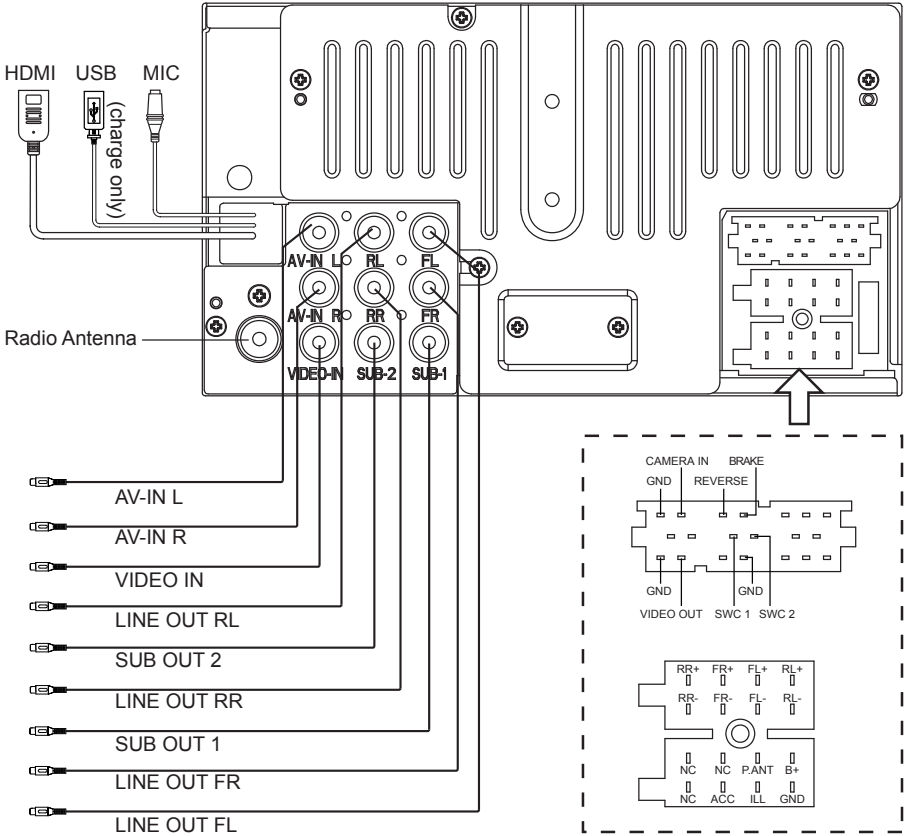 HDMI USB MIC
(charge only)
AV-IN L RL FL
AV-IN R RR FR
VIDEO-IN SUB-2 SUB-1
Radio Antenna
AV-IN L
AV-IN R
VIDEO IN
LINE OUT RL
SUB OUT 2
LINE OUT RR
SUB OUT 1
LINE OUT FR
LINE OUT FL
CAMERA IN BRAKE
GND REVERSE
GND GND
VIDEO OUT SWC 1 SWC 2
RR+ FR+ FL+ RL+
RR- FR- FL- RL-
NC NC P.ANT B+
NC ACC ILL GND